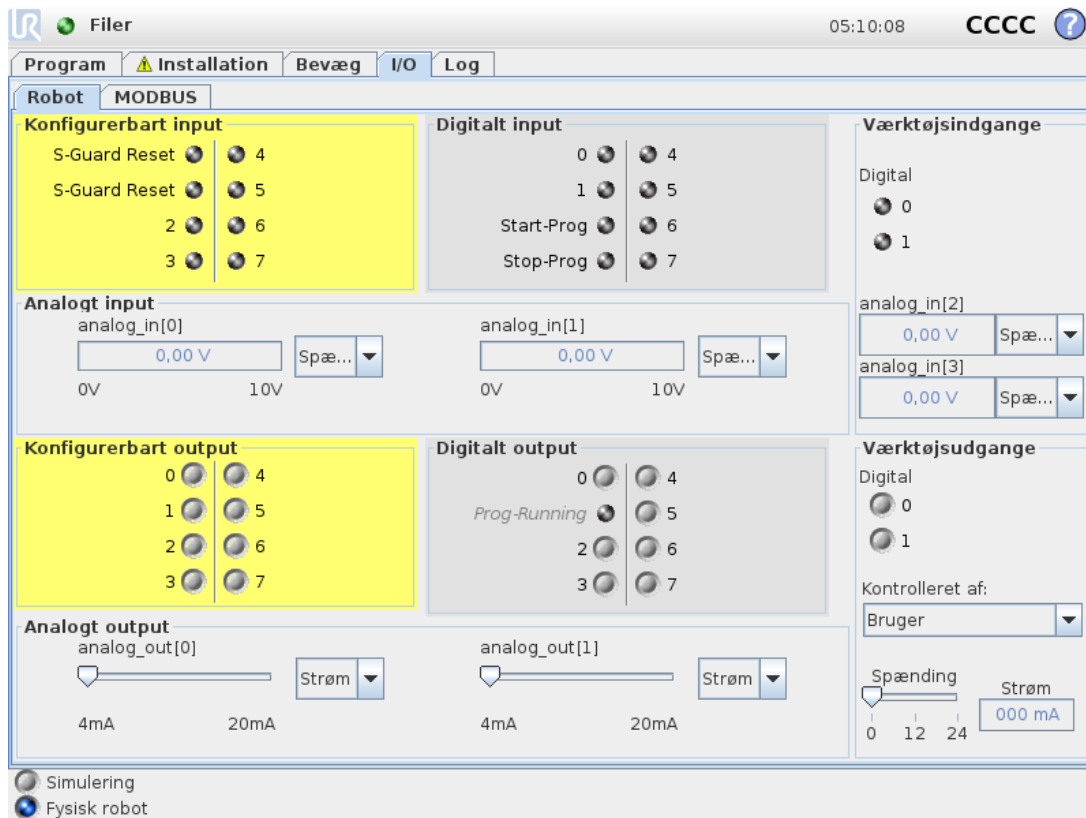 UR Filer 05:10:08 CCCC ?
Program Installation Bevæg I/O Log
Robot MODBUS
Konfigurerbart input
S-Guard Reset 4
S-Guard Reset 5
2 6
3 7
Digitalt input
0 4
1 5
Start-Prog 6
Stop-Prog 7
Værktøjsindgange
Digital
0
1
analog_in[2]
0,00 V Spæ...
analog_in[3]
0,00 V Spæ...
Analogt input
analog_in[0]
0,00 V Spæ...
0V 10V
analog_in[1]
0,00 V Spæ...
0V 10V
Konfigurerbart output
0 4
1 5
2 6
3 7
Digitalt output
0 4
Prog-Running 5
2 6
3 7
Værktøjsudgange
Digital
0
1
Kontrolleret af:
Bruger
Spænding
0 12 24
Strøm
000 mA
Analogt output
analog_out[0]
Strøm
4mA 20mA
analog_out[1]
Strøm
4mA 20mA
Simulering
Fysisk robot